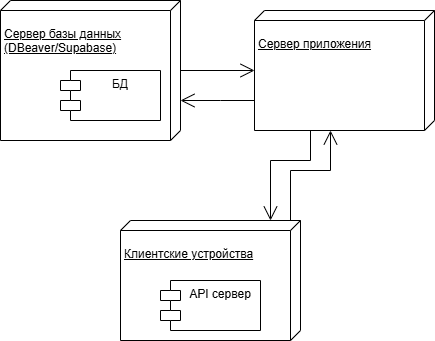 Сервер базы данных
(DBeaver/Supabase)
БД
Сервер приложения
Клиентские устройства
API сервер